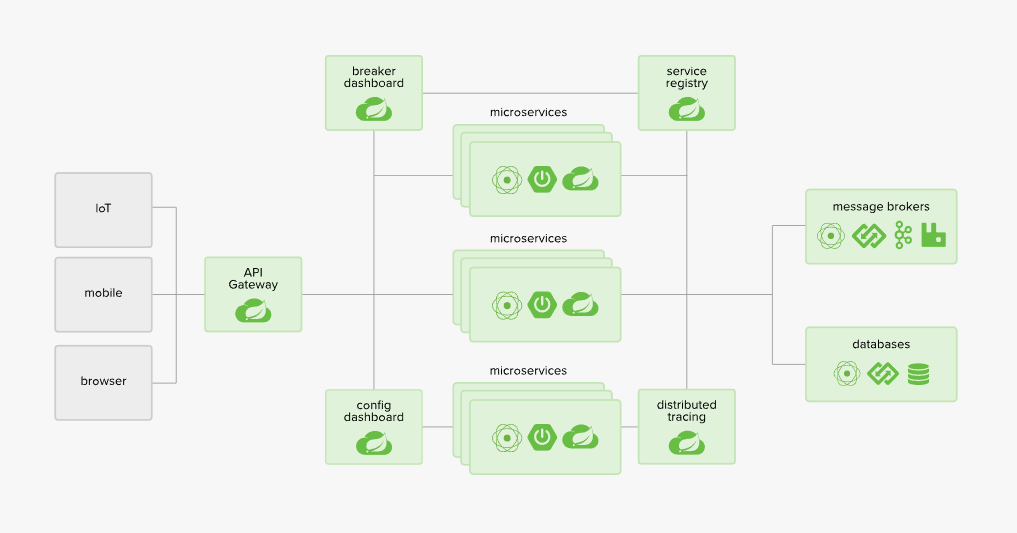 breaker
dashboard
service
registry
microservices
IoT
message brokers
microservices
API
Gateway
mobile
databases
microservices
browser
config
dashboard
distributed
tracing